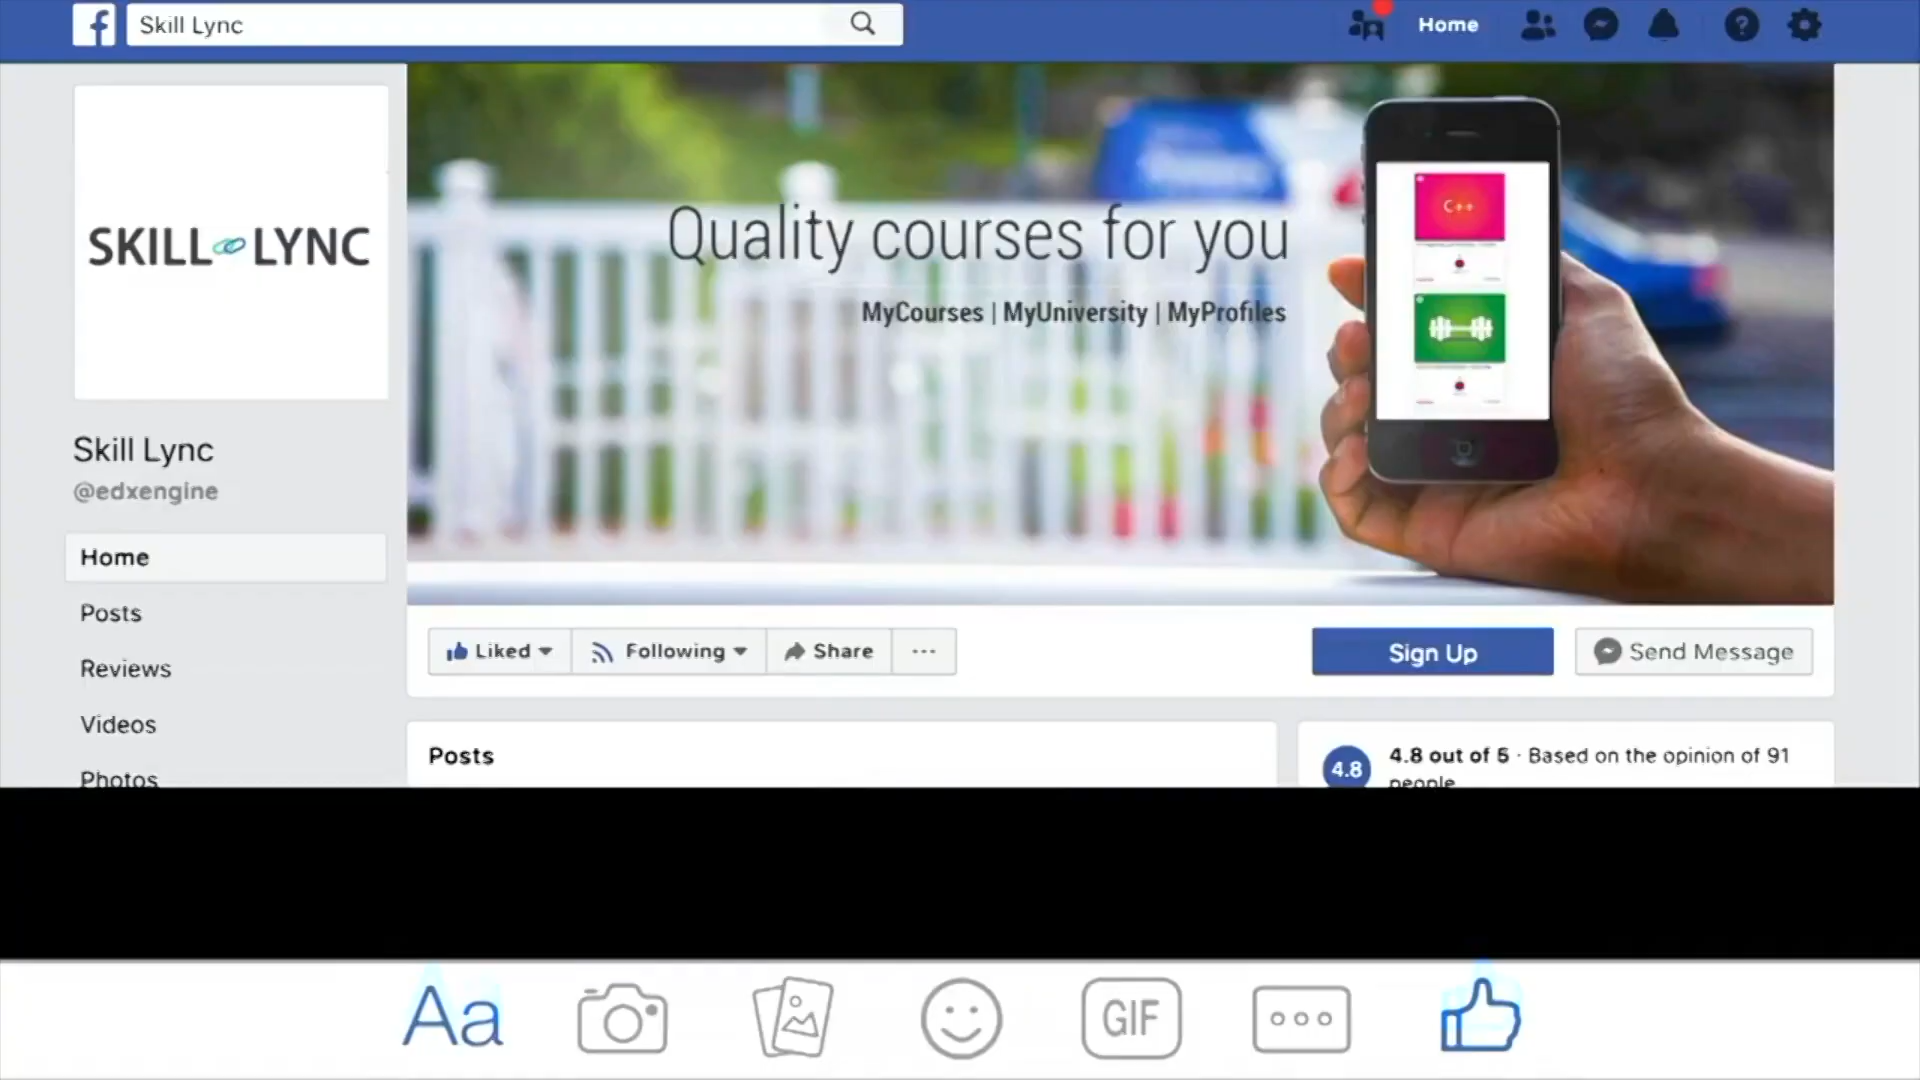 Skill Lync
Home
SKILL LYNC
Quality courses for you
MyCourses | MyUniversity | MyProfiles
C++
Skill Lync
@edxengine
Home
Posts
Reviews
Videos
Photos
Liked
Following
Share
Sign Up
Send Message
Posts
4.8
4.8 out of 5 · Based on the opinion of 91
people
Aa
GIF